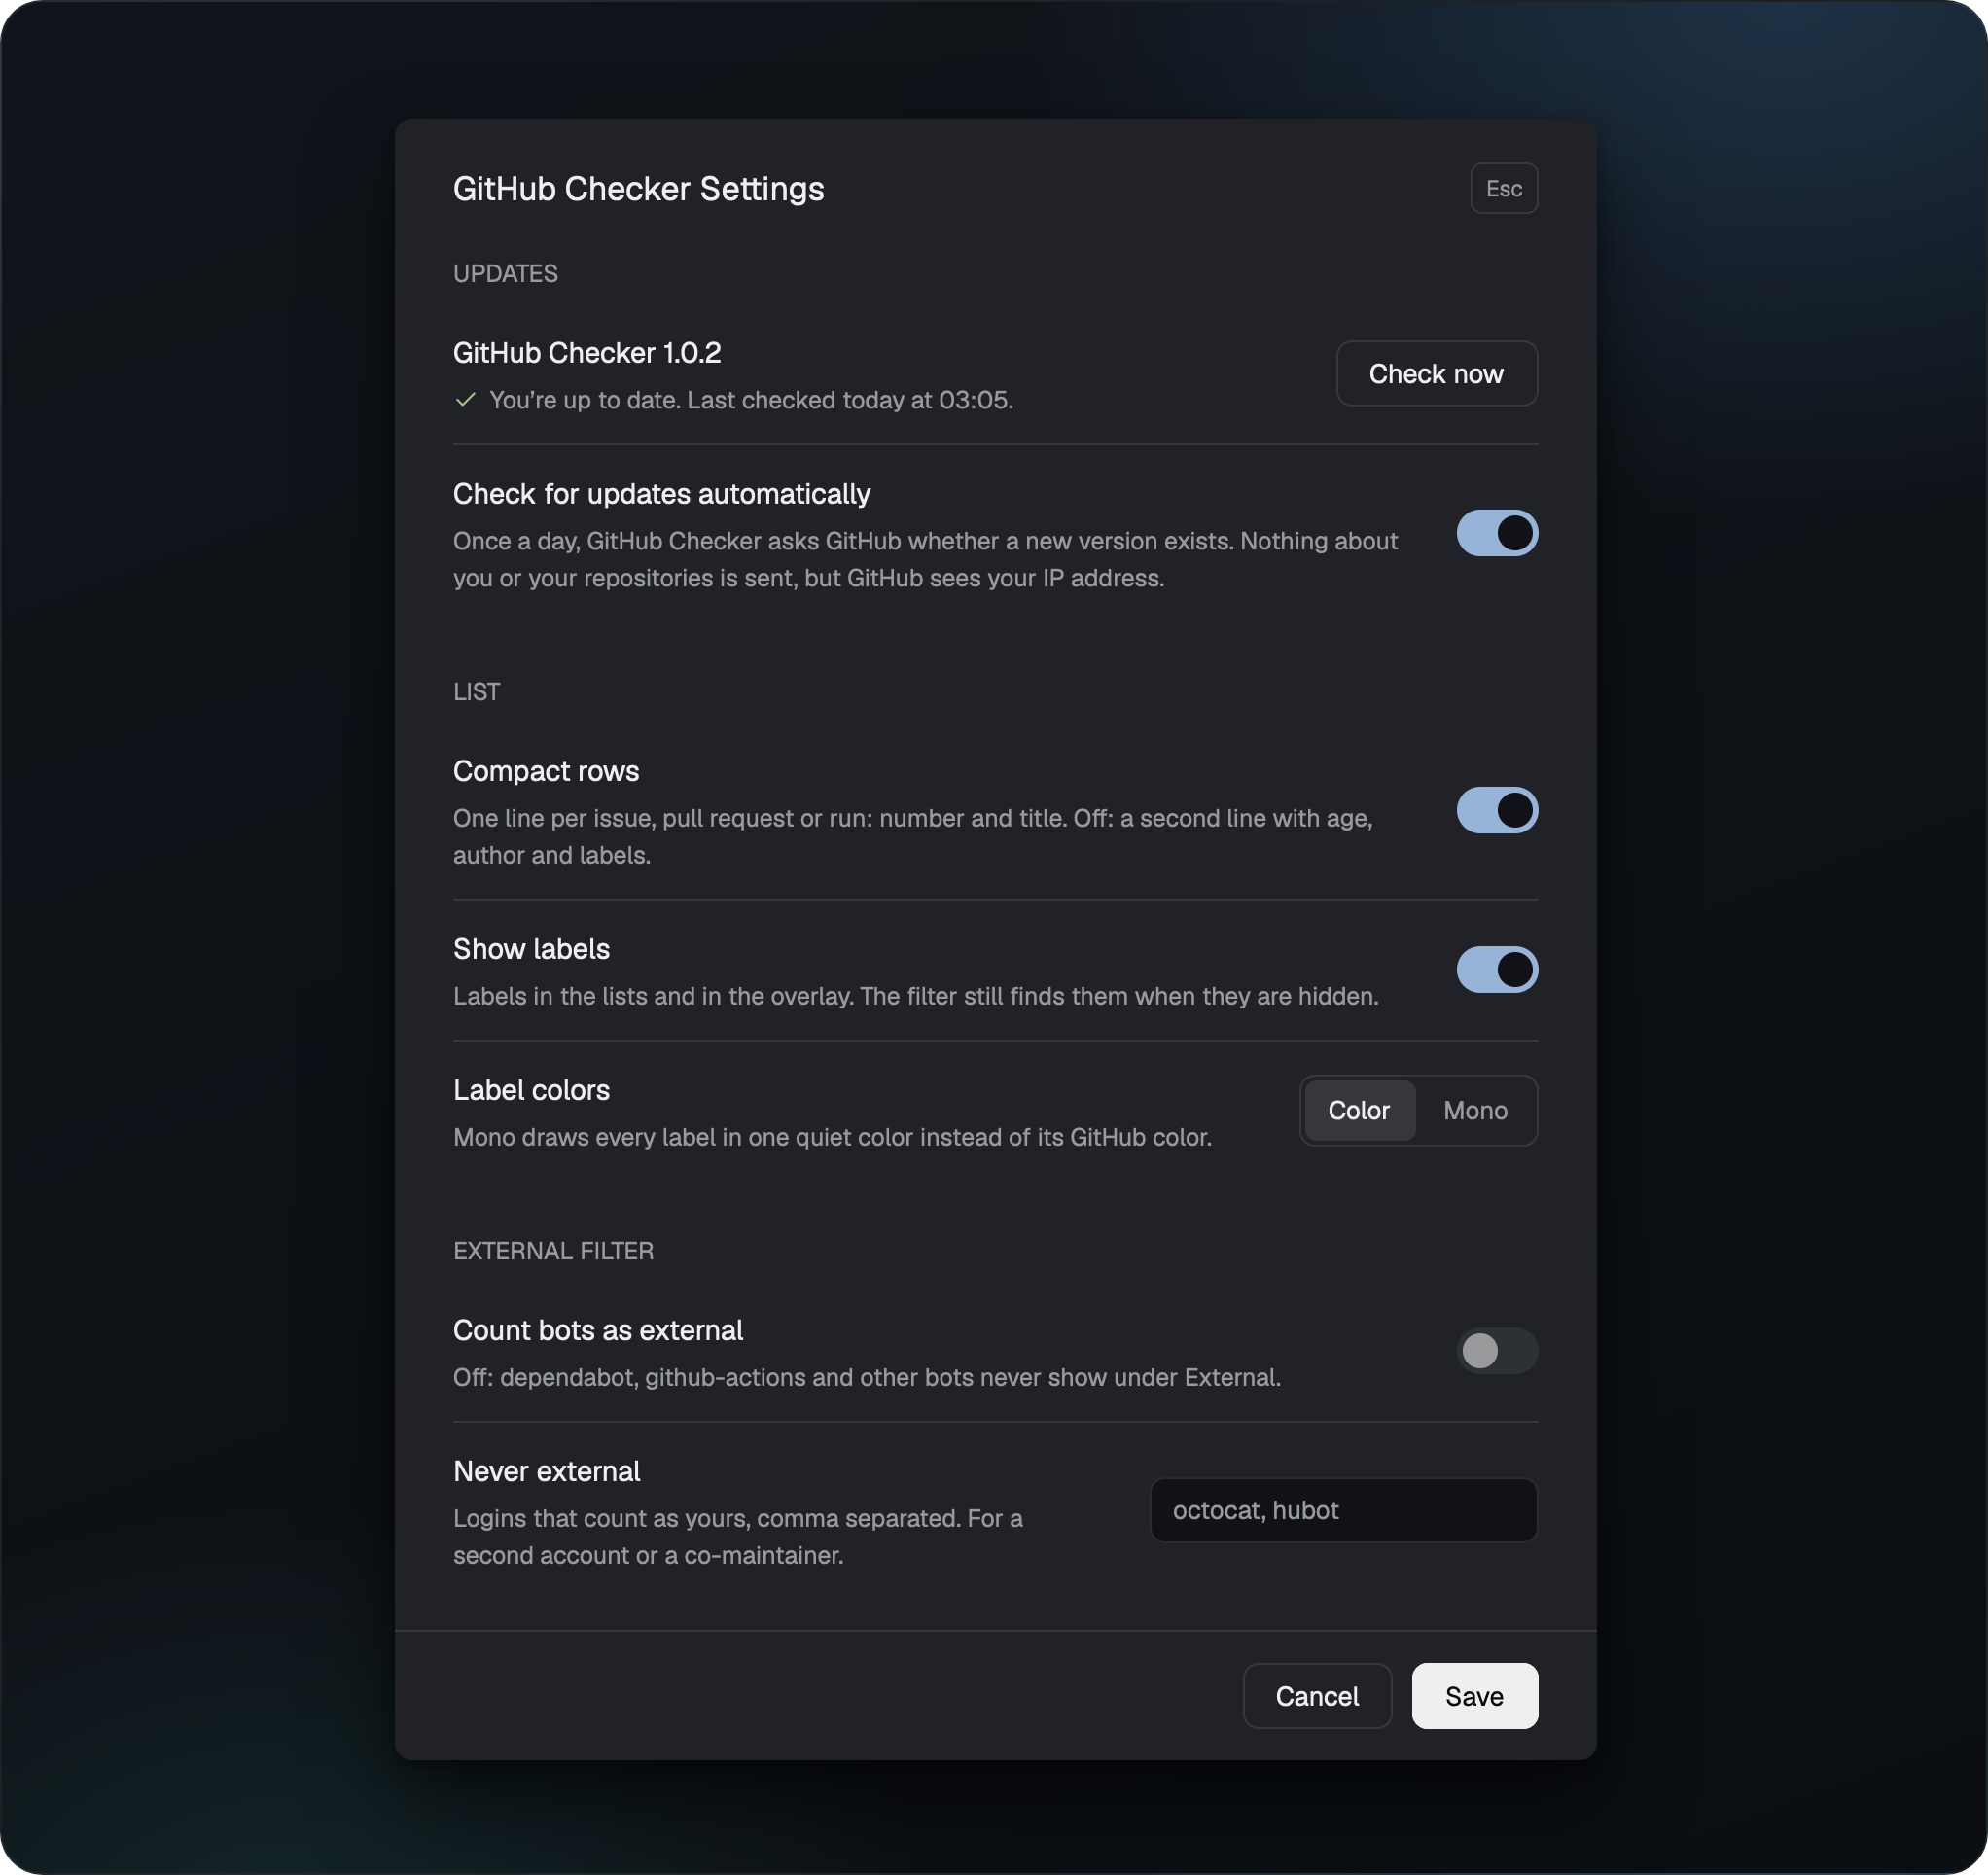 GitHub Checker Settings
Esc
UPDATES
GitHub Checker 1.0.2
You’re up to date. Last checked today at 03:05.
Check now
Check for updates automatically
Once a day, GitHub Checker asks GitHub whether a new version exists. Nothing about
you or your repositories is sent, but GitHub sees your IP address.
LIST
Compact rows
One line per issue, pull request or run: number and title. Off: a second line with age,
author and labels.
Show labels
Labels in the lists and in the overlay. The filter still finds them when they are hidden.
Label colors
Mono draws every label in one quiet color instead of its GitHub color.
Color
Mono
EXTERNAL FILTER
Count bots as external
Off: dependabot, github-actions and other bots never show under External.
Never external
Logins that count as yours, comma separated. For a
second account or a co-maintainer.
octocat, hubot
Cancel
Save